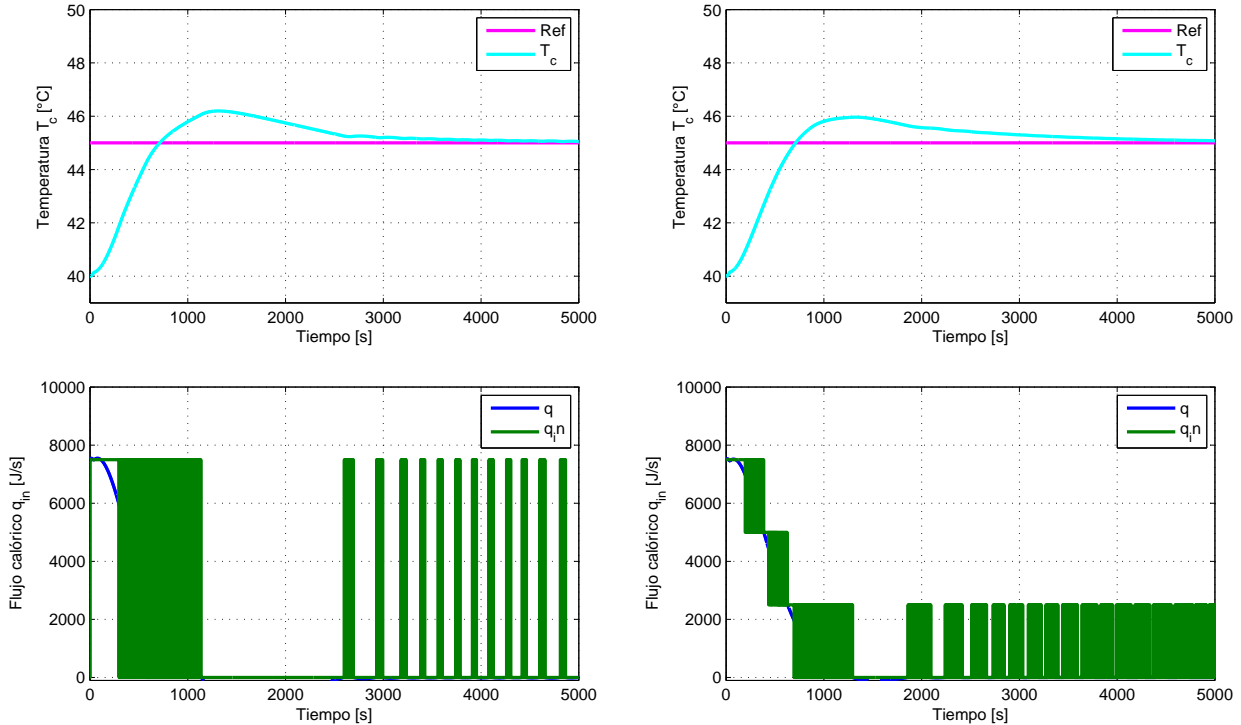 50
48
46
44
42
40
Temperatura T_c [°C]
Ref
T_c
0 1000 2000 3000 4000 5000
Tiempo [s]
50
48
46
44
42
40
Temperatura T_c [°C]
Ref
T_c
0 1000 2000 3000 4000 5000
Tiempo [s]
10000
8000
6000
4000
2000
0
Flujo calórico q_in [J/s]
q
q_in
0 1000 2000 3000 4000 5000
Tiempo [s]
10000
8000
6000
4000
2000
0
Flujo calórico q_in [J/s]
q
q_in
0 1000 2000 3000 4000 5000
Tiempo [s]